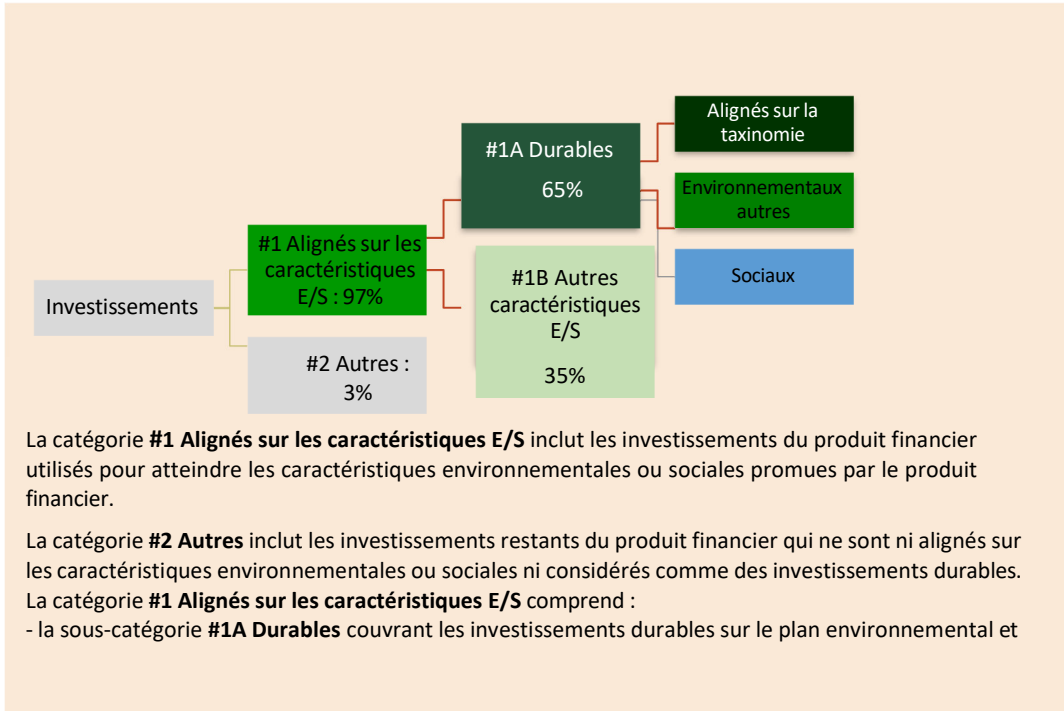 Investissements
#1 Alignés sur les
caractéristiques
E/S : 97%
#2 Autres :
3%
#1A Durables
65%
#1B Autres
caractéristiques
E/S
35%
Alignés sur la
taxinomie
Environnementaux
autres
Sociaux
La catégorie #1 Alignés sur les caractéristiques E/S inclut les investissements du produit financier
utilisés pour atteindre les caractéristiques environnementales ou sociales promues par le produit
financier.
La catégorie #2 Autres inclut les investissements restants du produit financier qui ne sont ni alignés sur
les caractéristiques environnementales ou sociales ni considérés comme des investissements durables.
La catégorie #1 Alignés sur les caractéristiques E/S comprend :
- la sous-catégorie #1A Durables couvrant les investissements durables sur le plan environnemental et